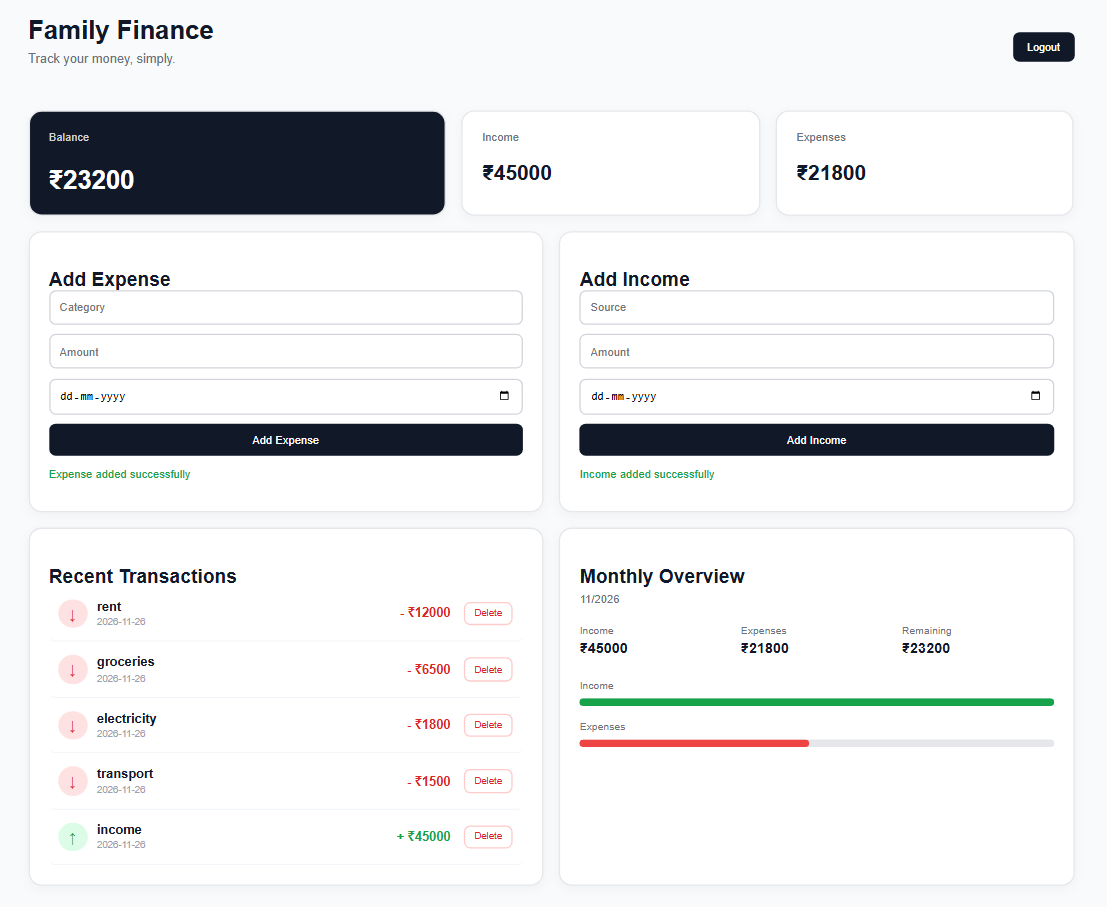 Family Finance
Track your money, simply.
Logout
Balance
₹23200
Income
₹45000
Expenses
₹21800
Add Expense
Category
Amount
dd-mm-yyyy
Add Expense
Expense added successfully
Add Income
Source
Amount
dd-mm-yyyy
Add Income
Income added successfully
Recent Transactions
rent
2026-11-26
- ₹12000
Delete
groceries
2026-11-26
- ₹6500
Delete
electricity
2026-11-26
- ₹1800
Delete
transport
2026-11-26
- ₹1500
Delete
income
2026-11-26
+ ₹45000
Delete
Monthly Overview
11/2026
Income
₹45000
Expenses
₹21800
Remaining
₹23200
Income
Expenses